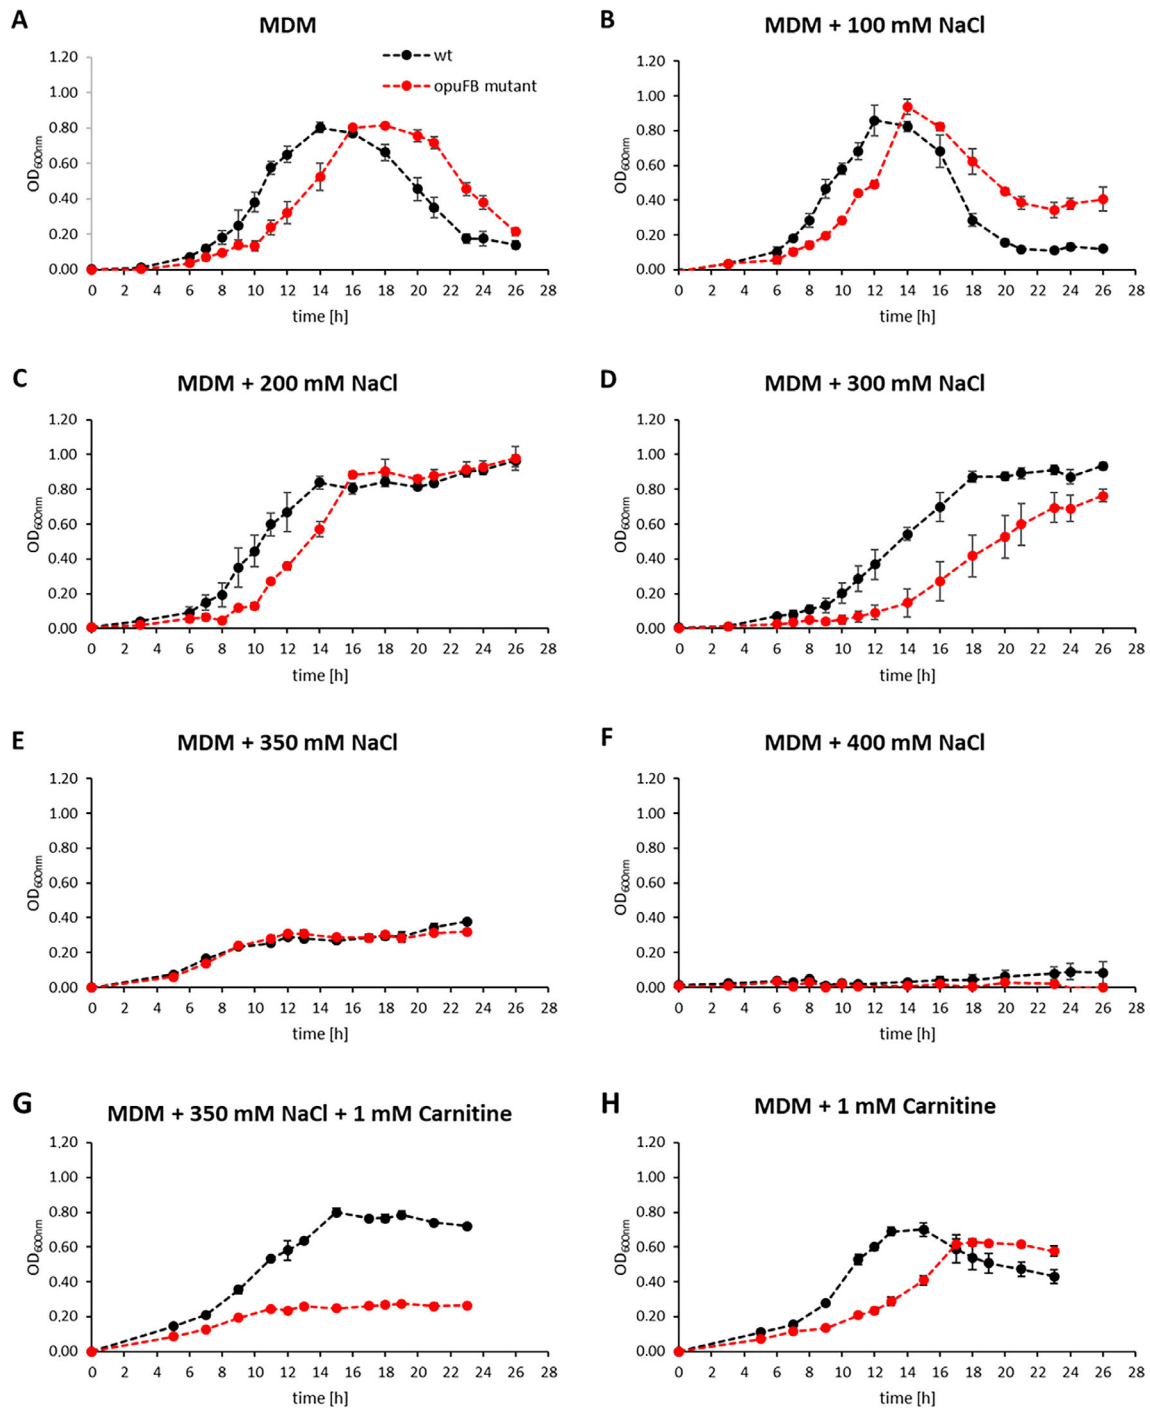 A
MDM
wt
opuFB mutant
1.20
1.00
0.80
0.60
0.40
0.20
0.00
OD600nm
0 2 4 6 8 10 12 14 16 18 20 22 24 26 28
time [h]
B
MDM + 100 mM NaCl
1.20
1.00
0.80
0.60
0.40
0.20
0.00
OD600nm
0 2 4 6 8 10 12 14 16 18 20 22 24 26 28
time [h]
C
MDM + 200 mM NaCl
1.20
1.00
0.80
0.60
0.40
0.20
0.00
OD600nm
0 2 4 6 8 10 12 14 16 18 20 22 24 26 28
time [h]
D
MDM + 300 mM NaCl
1.20
1.00
0.80
0.60
0.40
0.20
0.00
OD600nm
0 2 4 6 8 10 12 14 16 18 20 22 24 26 28
time [h]
E
MDM + 350 mM NaCl
1.20
1.00
0.80
0.60
0.40
0.20
0.00
OD600nm
0 2 4 6 8 10 12 14 16 18 20 22 24 26 28
time [h]
F
MDM + 400 mM NaCl
1.20
1.00
0.80
0.60
0.40
0.20
0.00
OD600nm
0 2 4 6 8 10 12 14 16 18 20 22 24 26 28
time [h]
G
MDM + 350 mM NaCl + 1 mM Carnitine
1.20
1.00
0.80
0.60
0.40
0.20
0.00
OD600nm
0 2 4 6 8 10 12 14 16 18 20 22 24 26 28
time [h]
H
MDM + 1 mM Carnitine
1.20
1.00
0.80
0.60
0.40
0.20
0.00
OD600nm
0 2 4 6 8 10 12 14 16 18 20 22 24 26 28
time [h]